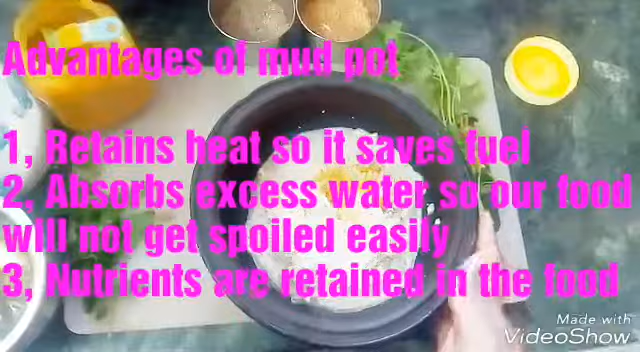 Advantages of mud pot
1, Retains heat so it saves fuel
2, Absorbs excess water so our food
will not get spoiled easily
3, Nutrients are retained in the food
Made with
VideoShow